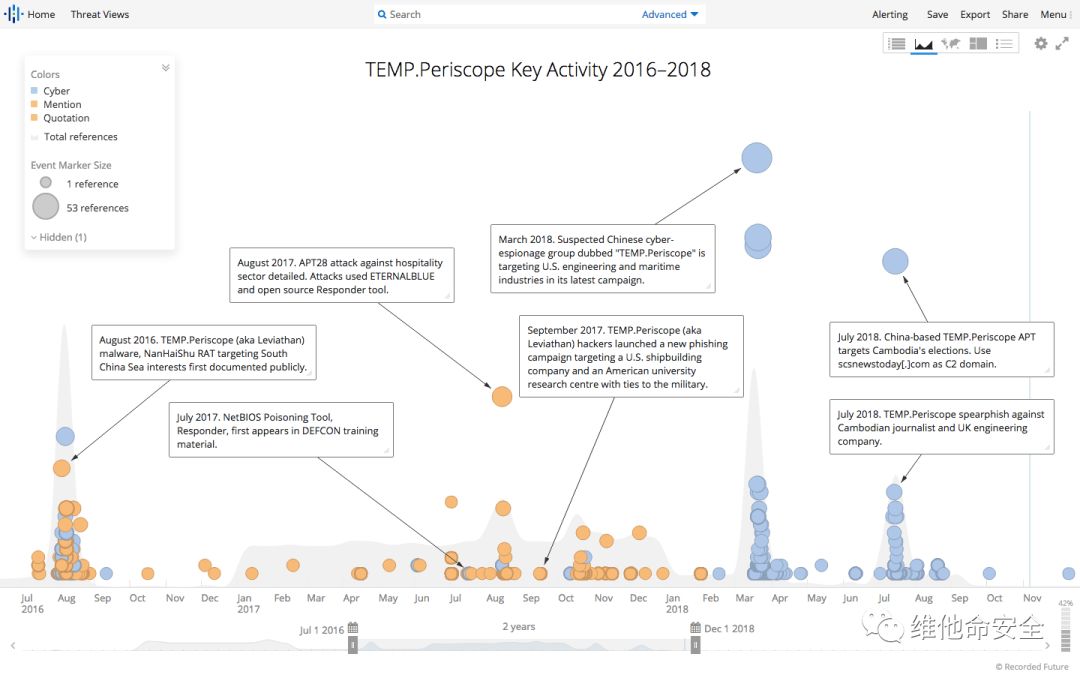 Home
Threat Views
Search
Advanced
Alerting
Save
Export
Share
Menu
TEMP.Periscope Key Activity 2016–2018
Colors
Cyber
Mention
Quotation
Total references
Event Marker Size
1 reference
53 references
Hidden (1)
March 2018. Suspected Chinese cyber-
espionage group dubbed "TEMP.Periscope" is
targeting U.S. engineering and maritime
industries in its latest campaign.
August 2017. APT28 attack against hospitality
sector detailed. Attacks used ETERNALBLUE
and open source Responder tool.
September 2017. TEMP.Periscope (aka
Leviathan) hackers launched a new phishing
campaign targeting a U.S. shipbuilding
company and an American university
research centre with ties to the military.
August 2016. TEMP.Periscope (aka Leviathan)
malware, NanHaiShu RAT targeting South
China Sea interests first documented publicly.
July 2018. China-based TEMP.Periscope APT
targets Cambodia's elections. Use
scsnewstoday[.]com as C2 domain.
July 2017. NetBIOS Poisoning Tool,
Responder, first appears in DEFCON training
material.
July 2018. TEMP.Periscope spearphish against
Cambodian journalist and UK engineering
company.
Jul Aug Sep Oct Nov Dec Jan Feb Mar Apr May Jun Jul Aug Sep Oct Nov Dec Jan Feb Mar Apr May Jun Jul Aug Sep Oct Nov
2016 2017 2018
42%
Jul 1 2016
2 years
Dec 1 2018
维他命安全
© Recorded Future